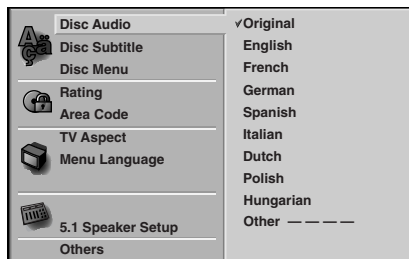 Disc Audio
Disc Subtitle
Disc Menu
Rating
Area Code
TV Aspect
Menu Language
5.1 Speaker Setup
Others
✓Original
English
French
German
Spanish
Italian
Dutch
Polish
Hungarian
Other — — — —